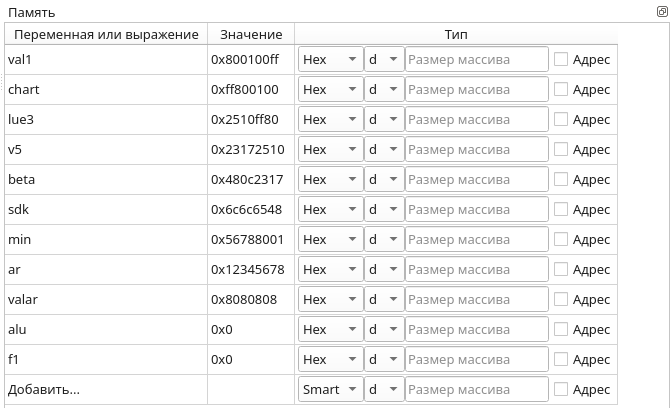 Память
Переменная или выражение Значение Тип
val1 0x800100ff Hex d Размер массива Адрес
chart 0xff800100 Hex d Размер массива Адрес
lue3 0x2510ff80 Hex d Размер массива Адрес
v5 0x23172510 Hex d Размер массива Адрес
beta 0x480c2317 Hex d Размер массива Адрес
sdk 0x6c6c6548 Hex d Размер массива Адрес
min 0x56788001 Hex d Размер массива Адрес
ar 0x12345678 Hex d Размер массива Адрес
valar 0x8080808 Hex d Размер массива Адрес
alu 0x0 Hex d Размер массива Адрес
f1 0x0 Hex d Размер массива Адрес
Добавить... Smart d Размер массива Адрес